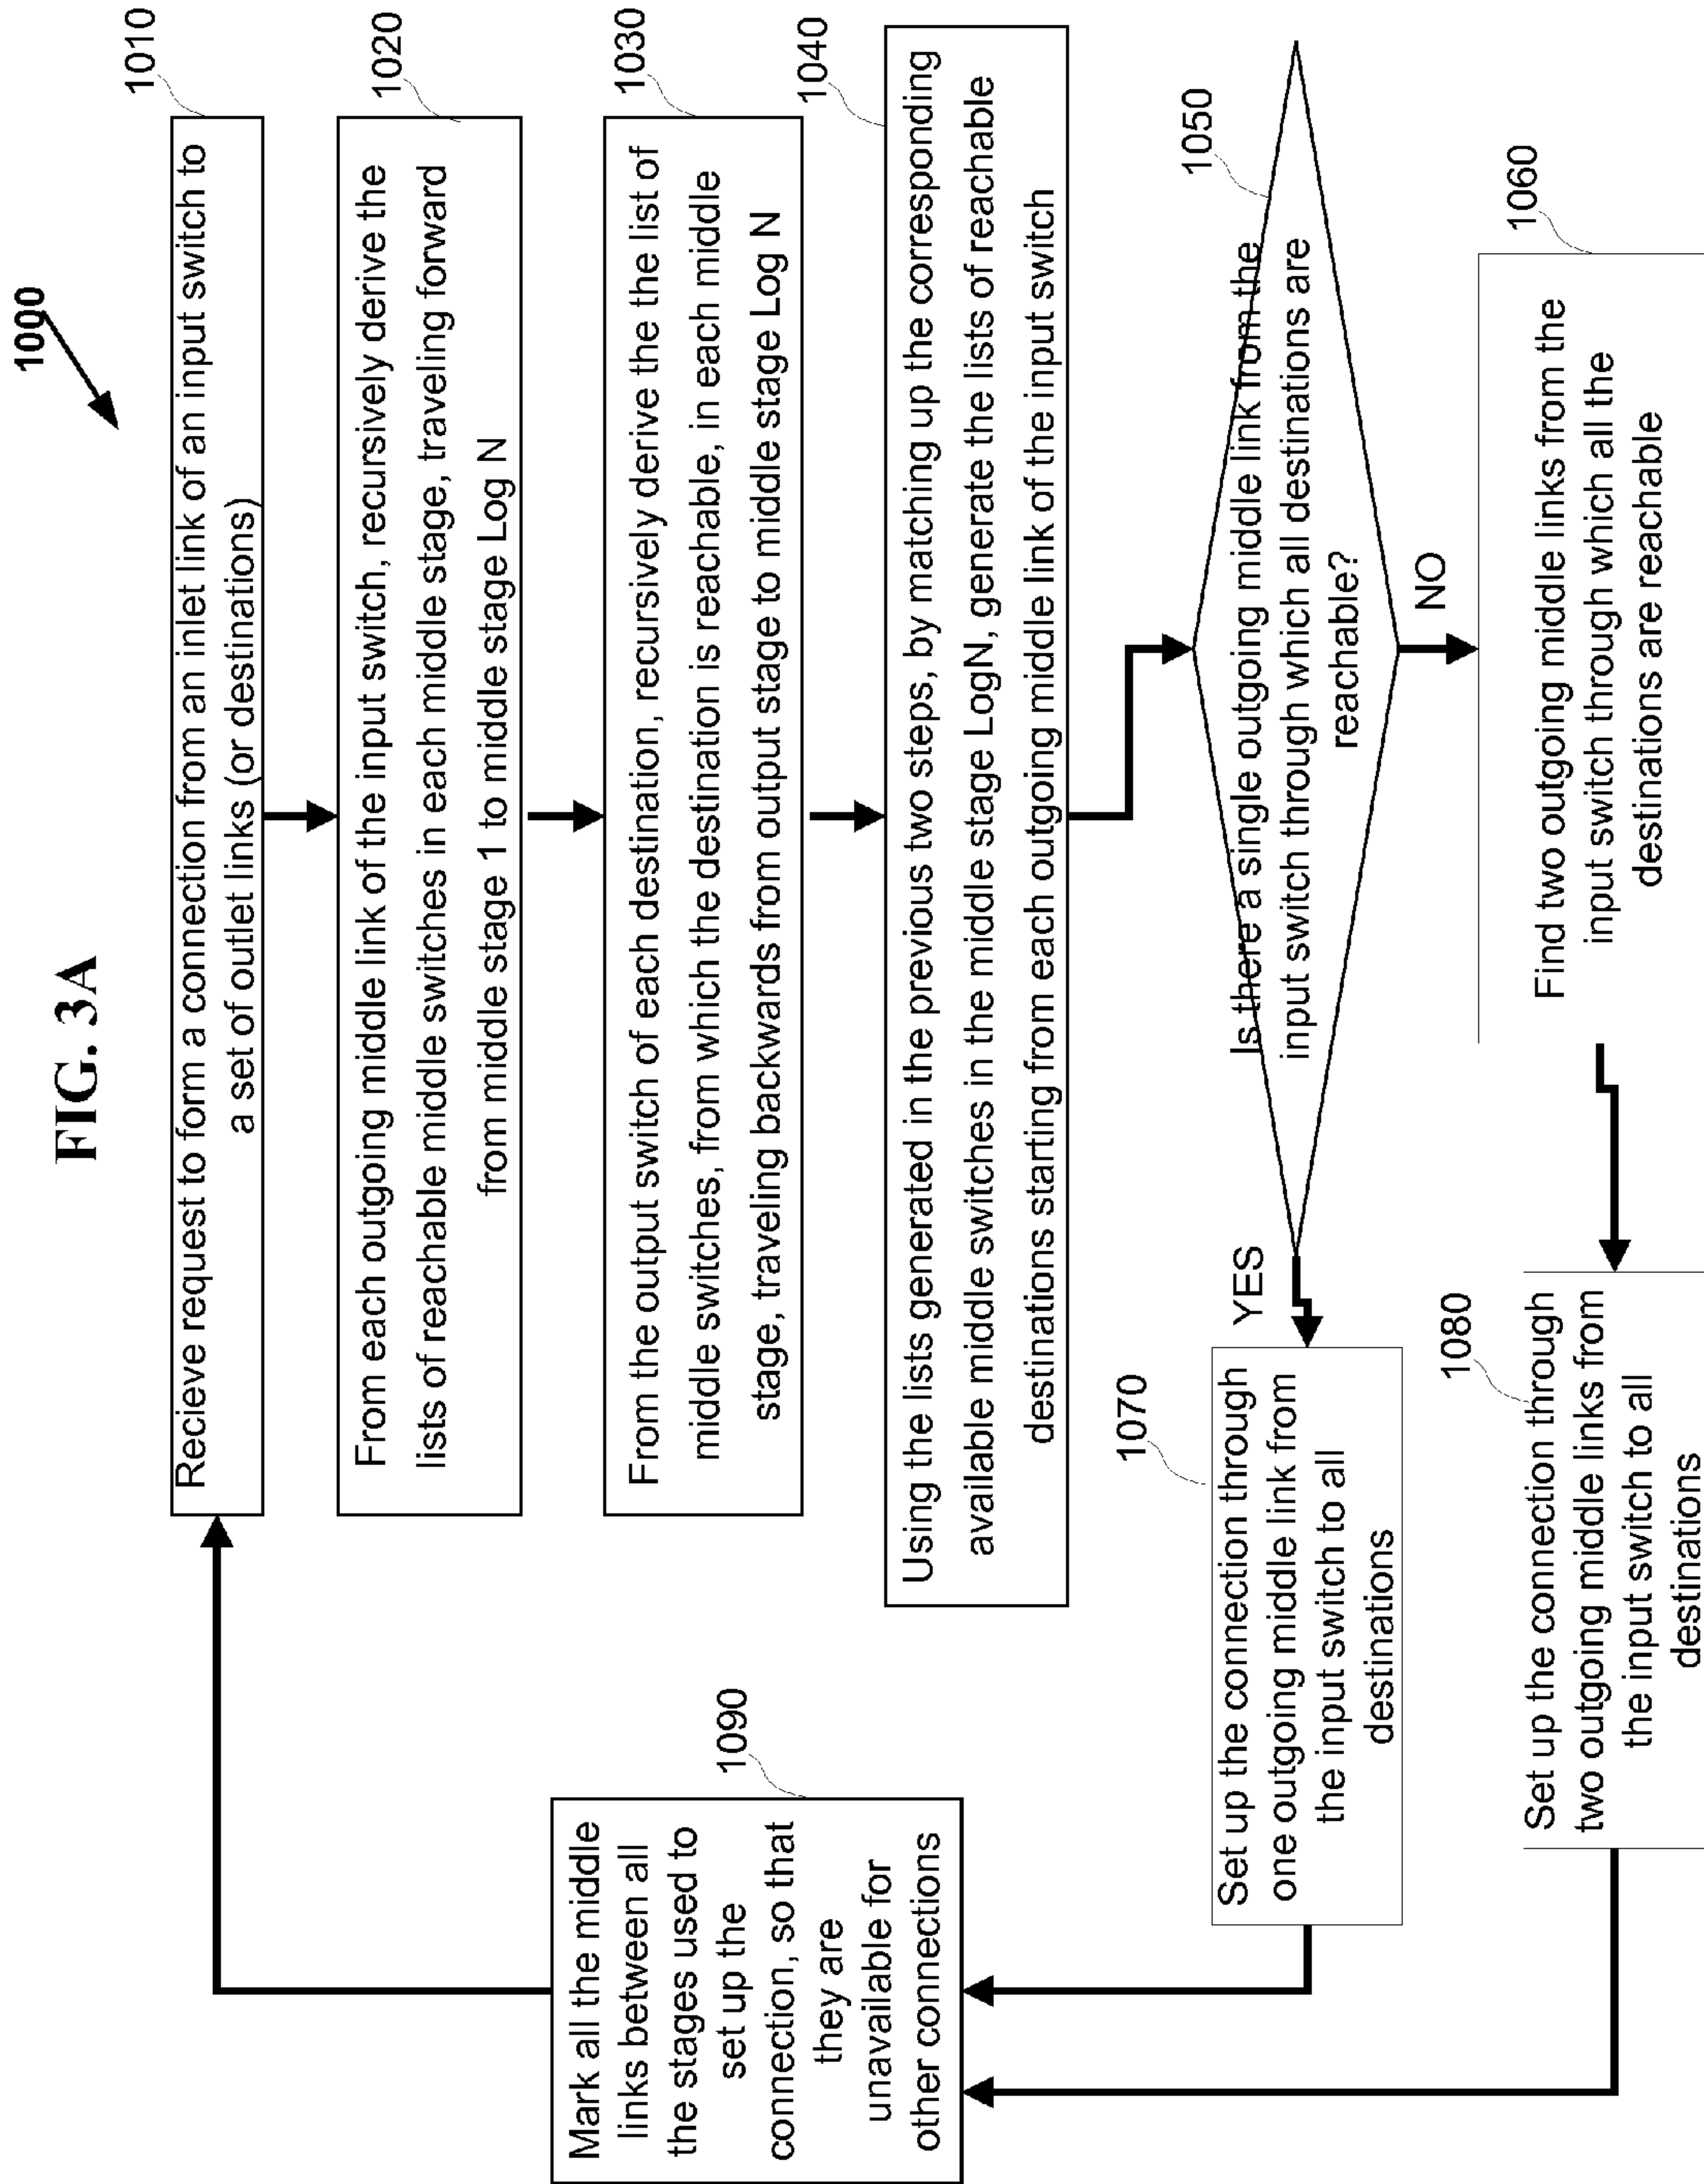 FIG. 3A
1000
1010
Recieve request to form a connection from an inlet link of an input switch to
a set of outlet links (or destinations)
1020
From each outgoing middle link of the input switch, recursively derive the
lists of reachable middle switches in each middle stage, traveling forward
from middle stage 1 to middle stage Log N
1030
From the output switch of each destination, recursively derive the the list of
middle switches, from which the destination is reachable, in each middle
stage, traveling backwards from output stage to middle stage Log N
1040
Using the lists generated in the previous two steps, by matching up the corresponding
available middle switches in the middle stage LogN, generate the lists of reachable
destinations starting from each outgoing middle link of the input switch
1050
Is there a single outgoing middle link from the
input switch through which all destinations are
reachable?
YES
NO
1060
Find two outgoing middle links from the
input switch through which all the
destinations are reachable
1070
Set up the connection through
one outgoing middle link from
the input switch to all
destinations
1080
Set up the connection through
two outgoing middle links from
the input switch to all
destinations
1090
Mark all the middle
links between all
the stages used to
set up the
connection, so that
they are
unavailable for
other connections